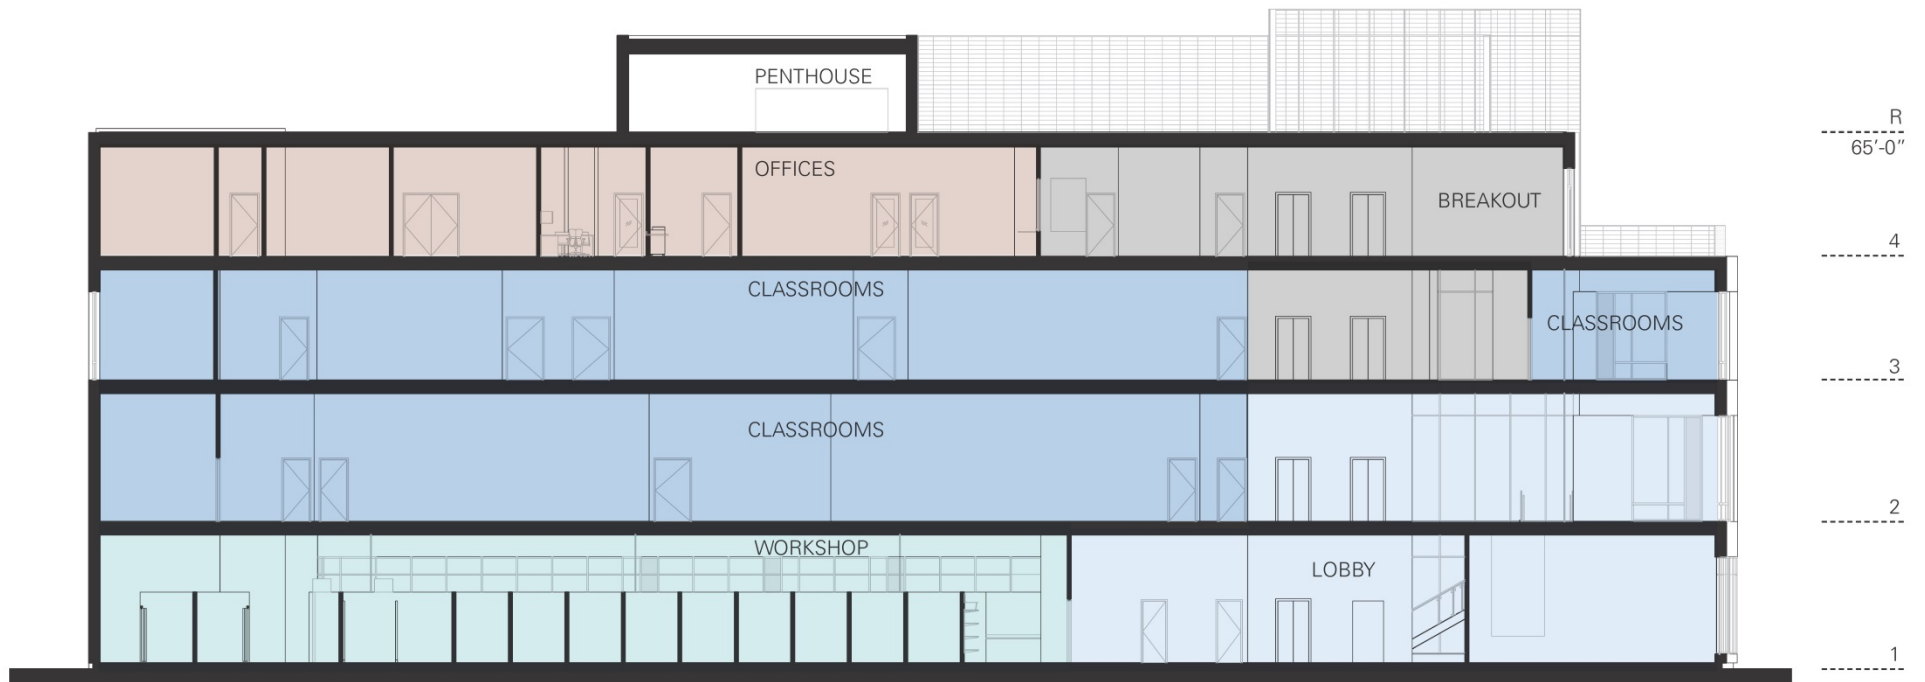 PENTHOUSE
R
65’-0”
OFFICES
BREAKOUT
4
CLASSROOMS
CLASSROOMS
3
CLASSROOMS
2
WORKSHOP
LOBBY
1